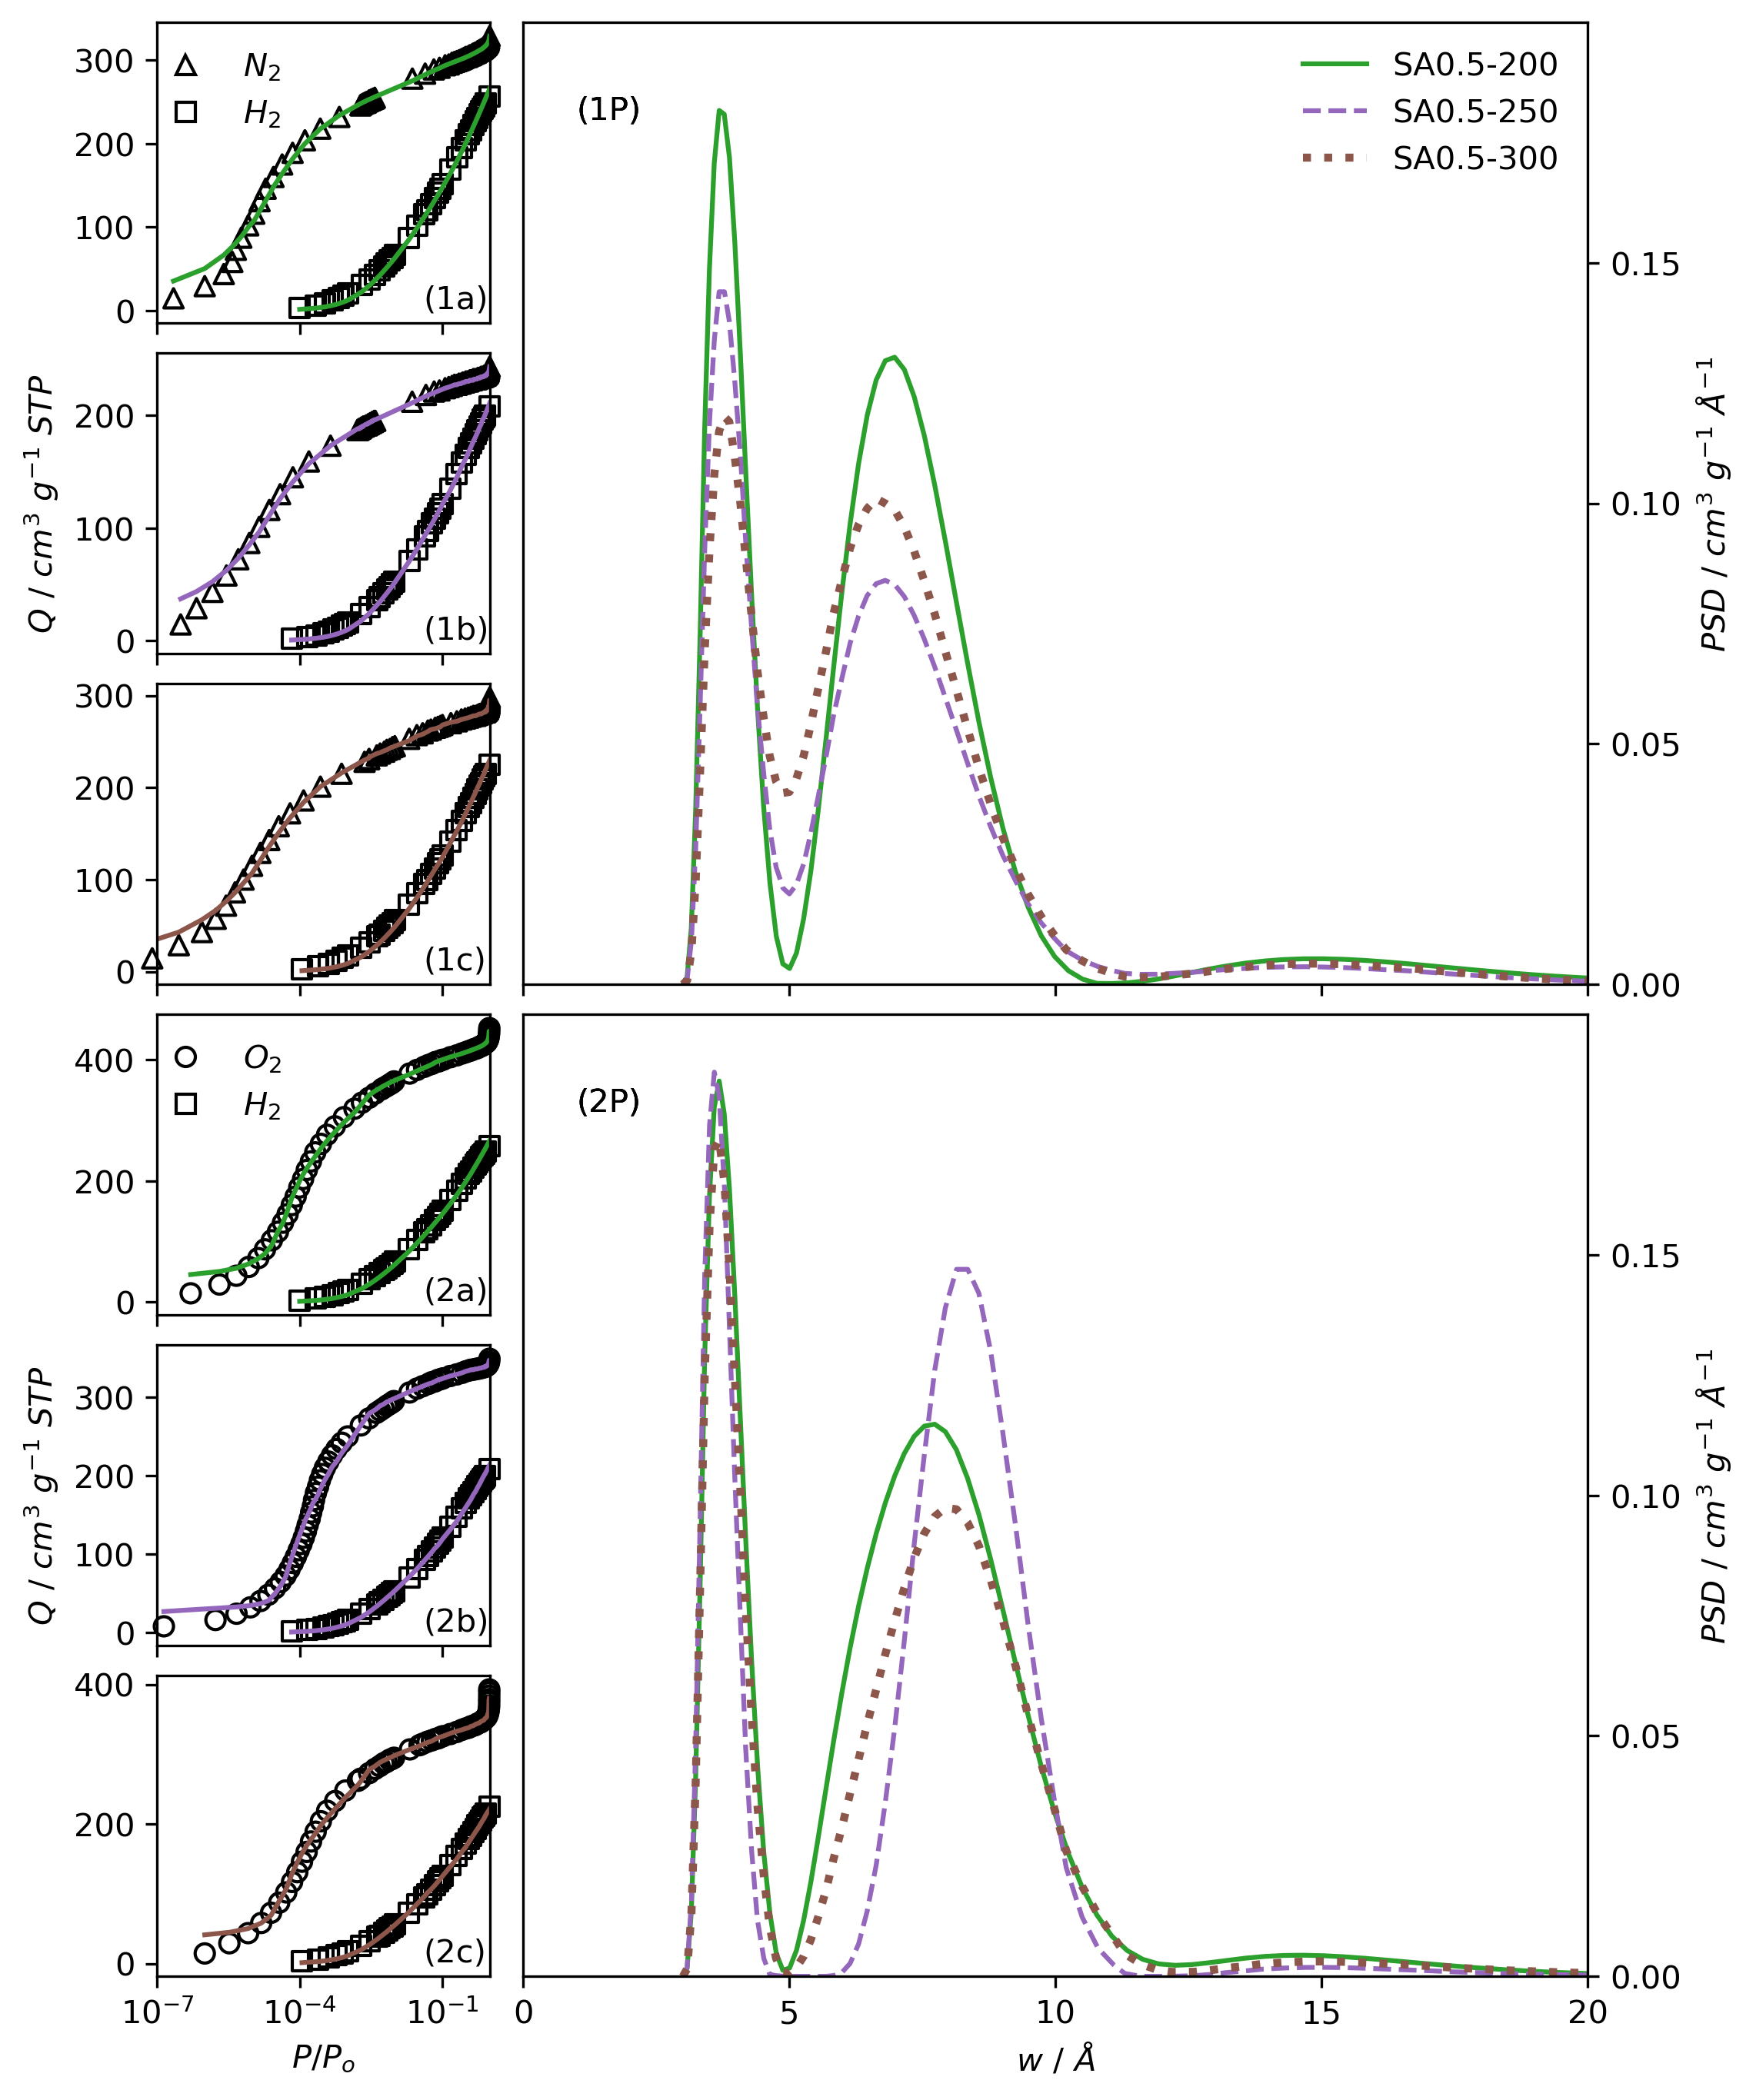 300
200
100
0
N₂
H₂
(1a)
Q / cm³ g⁻¹ STP
200
100
0
(1b)
300
200
100
0
(1c)
(1P)
SA0.5-200
SA0.5-250
SA0.5-300
0.15
0.10
0.05
0.00
PSD / cm³ g⁻¹ Å⁻¹
400
200
0
O₂
H₂
(2a)
Q / cm³ g⁻¹ STP
300
200
100
0
(2b)
400
200
0
(2c)
10⁻⁷ 10⁻⁴ 10⁻¹
P/Pₒ
(2P)
0.15
0.10
0.05
0.00
PSD / cm³ g⁻¹ Å⁻¹
0 5 10 15 20
w / Å